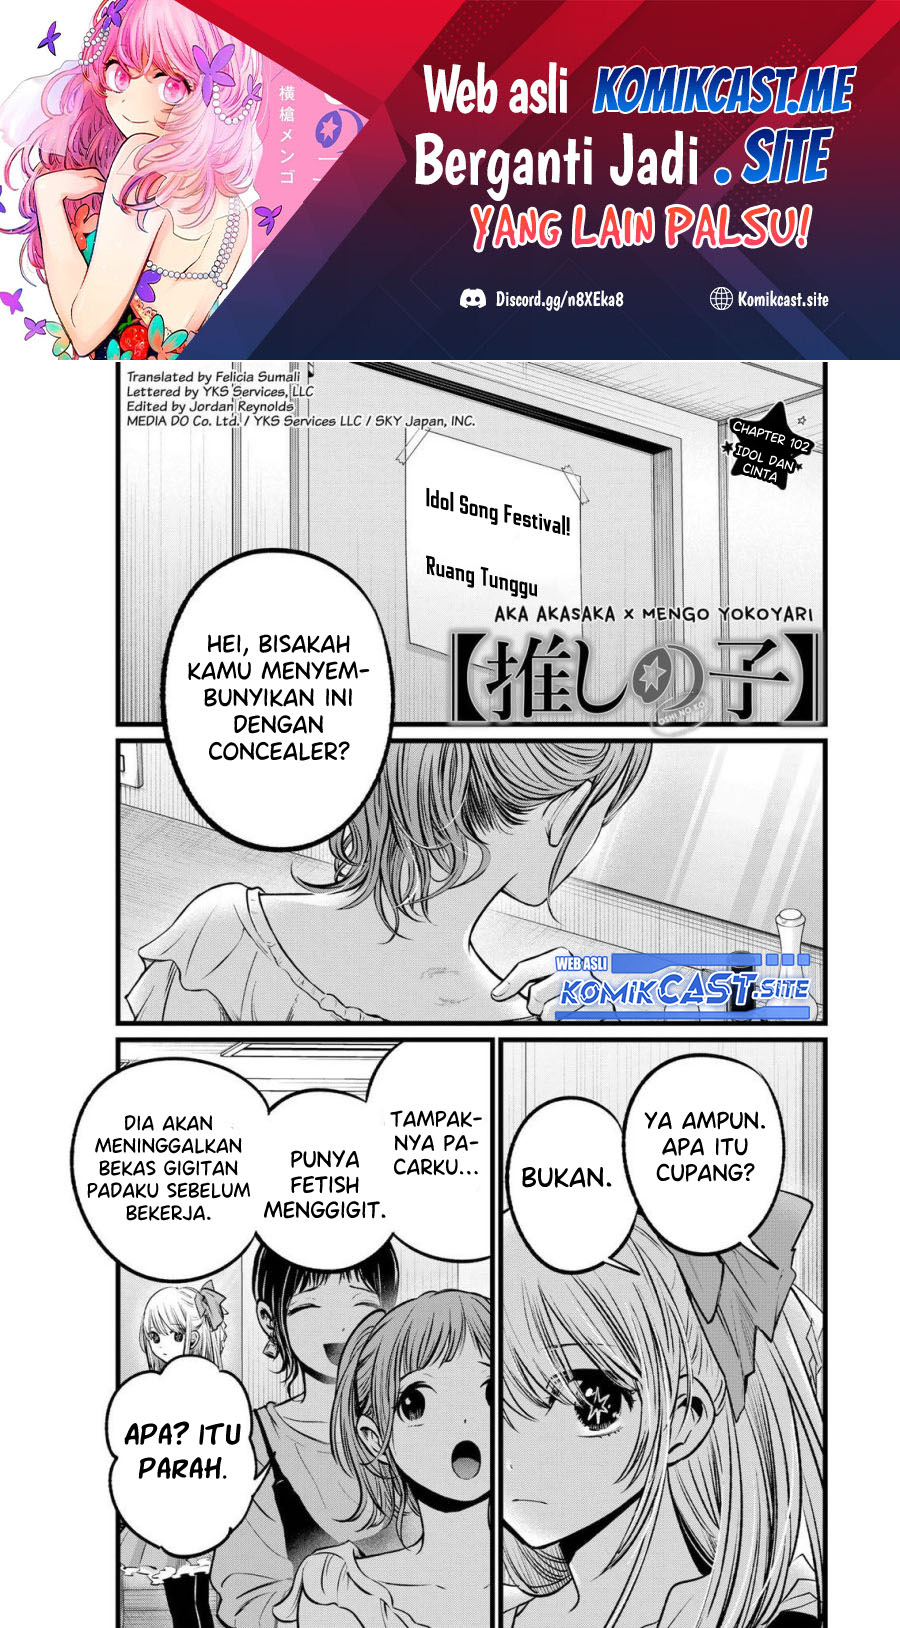 横槍メンゴ
Web asli KOMIKCAST.ME
Berganti Jadi .SITE
YANG LAIN PALSU!
Discord.gg/n8XEka8
Komikcast.site
Translated by Felicia Sumali
Lettered by YKS Services, LLC
Edited by Jordan Reynolds
MEDIA DO Co. Ltd. / YKS Services LLC / SKY Japan, INC.
CHAPTER 102
IDOL DAN
CINTA
Idol Song Festival!
Ruang Tunggu
AKA AKASAKA X MENGO YOKOYARI
【推しの子】
OSHI NO KO
HEI, BISAKAH
KAMU MENYEM-
BUNYIKAN INI
DENGAN
CONCEALER?
WEB ASLI
KOMIKCAST.SITE
YA AMPUN.
APA ITU
CUPANG?
BUKAN.
TAMPAK-
NYA PA-
CARKU...
PUNYA
FETISH
MENGGIGIT.
DIA AKAN
MENINGGALKAN
BEKAS GIGITAN
PADAKU SEBELUM
BEKERJA.
APA? ITU
PARAH.